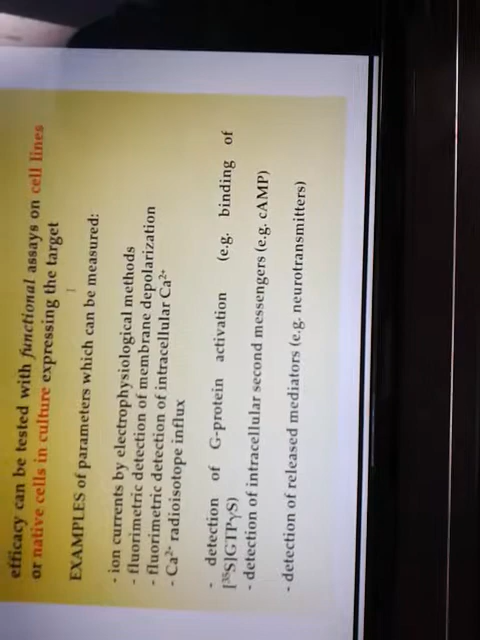 efficacy can be tested with functional assays on cell lines
or native cells in culture expressing the target
EXAMPLES of parameters which can be measured:
- ion currents by electrophysiological methods
- fluorimetric detection of membrane depolarization
- fluorimetric detection of intracellular Ca²⁺
- Ca²⁺ radioisotope influx
- detection of G-protein activation (e.g. binding of
[³⁵S]GTPγS)
- detection of intracellular second messengers (e.g. cAMP)
- detection of released mediators (e.g. neurotransmitters)